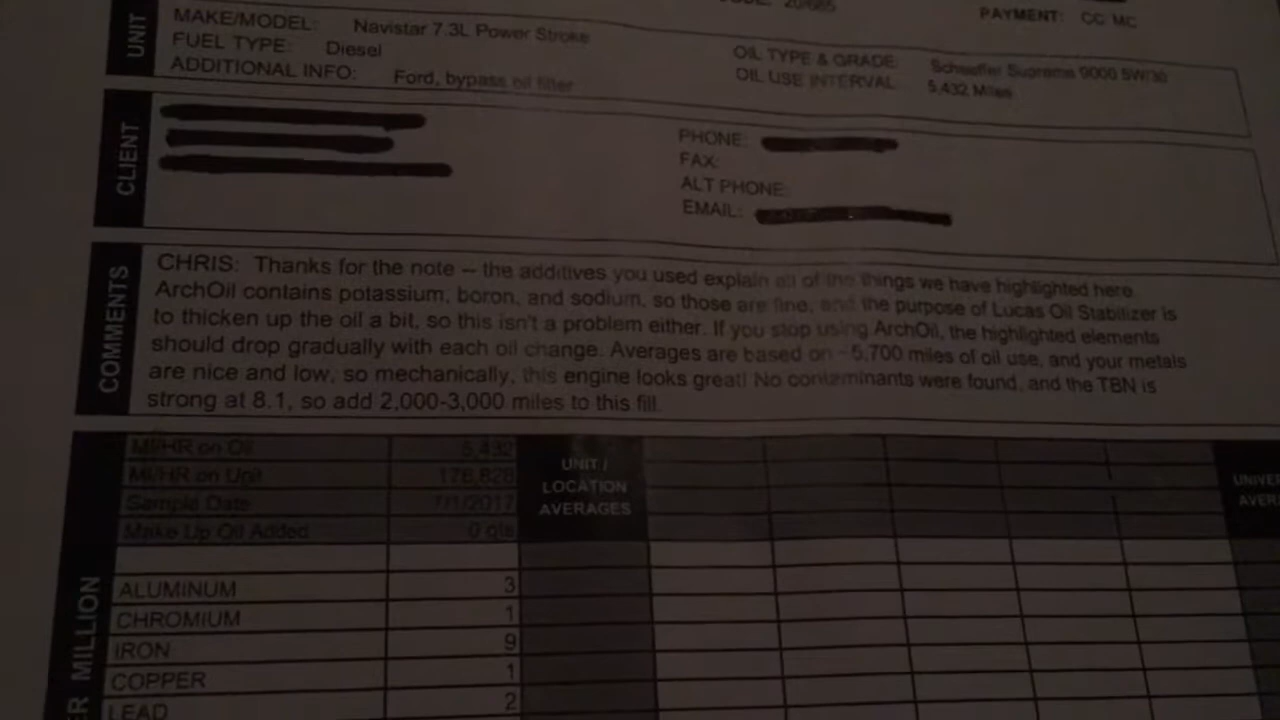 PAYMENT: CC MC
UNIT
MAKE/MODEL: Navistar 7.3L Power Stroke
FUEL TYPE: Diesel
ADDITIONAL INFO: Ford, bypass oil filter
OIL TYPE & GRADE: Schaeffer Supreme 9000 5W/30
OIL USE INTERVAL: 5,432 Miles
CLIENT
PHONE:
FAX:
ALT PHONE:
EMAIL:
COMMENTS
CHRIS: Thanks for the note -- the additives you used explain all of the things we have highlighted here.
ArchOil contains potassium, boron, and sodium, so those are fine, and the purpose of Lucas Oil Stabilizer is
to thicken up the oil a bit, so this isn't a problem either. If you stop using ArchOil, the highlighted elements
should drop gradually with each oil change. Averages are based on ~5,700 miles of oil use, and your metals
are nice and low, so mechanically, this engine looks great! No contaminants were found, and the TBN is
strong at 8.1, so add 2,000-3,000 miles to this fill.
MI/HR on Oil 5,432
MI/HR on Unit 176,828
Sample Date 7/1/2017
Make Up Oil Added 0 qts
UNIT /
LOCATION
AVERAGES
MILLION
ALUMINUM 3
CHROMIUM 1
IRON 9
COPPER 1
LEAD 2